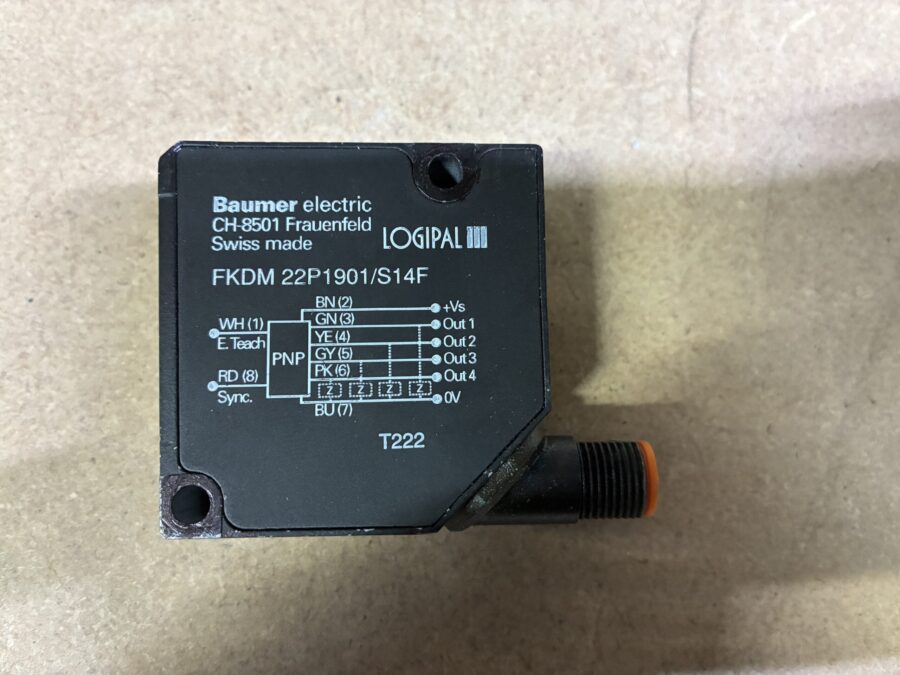 Baumer electric
CH-8501 Frauenfeld
Swiss made
LOGIPAL
FKDM 22P1901/S14F
BN (2) +Vs
WH (1) GN (3) Out 1
E.Teach YE (4) Out 2
PNP GY (5) Out 3
RD (8) PK (6) Out 4
Sync. Z Z Z Z 0V
BU (7)
T222